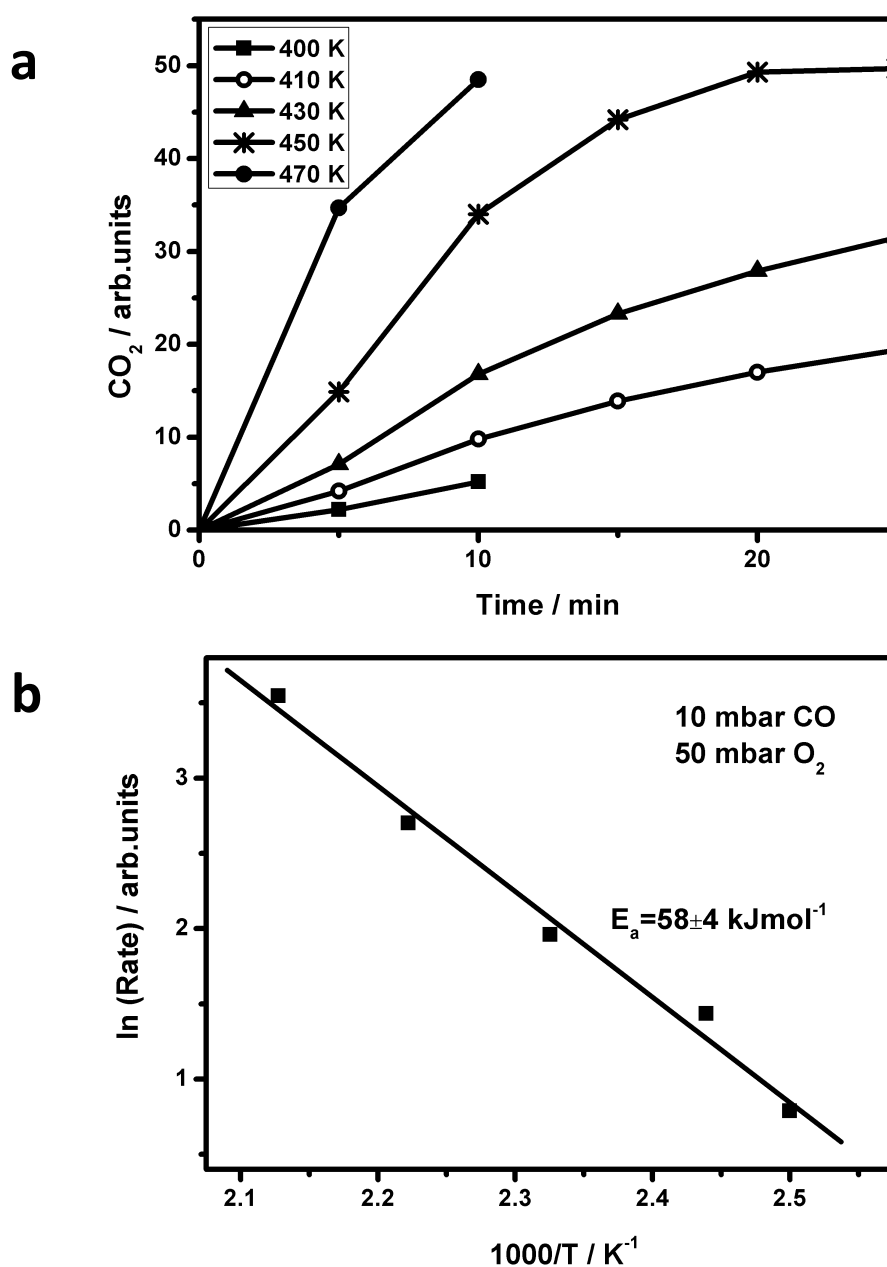 a
400 K
410 K
430 K
450 K
470 K
50
40
30
20
10
0
CO2 / arb.units
0 10 20
Time / min
b
10 mbar CO
50 mbar O2
Ea=58±4 kJmol-1
3
2
1
ln (Rate) / arb.units
2.1 2.2 2.3 2.4 2.5
1000/T / K-1